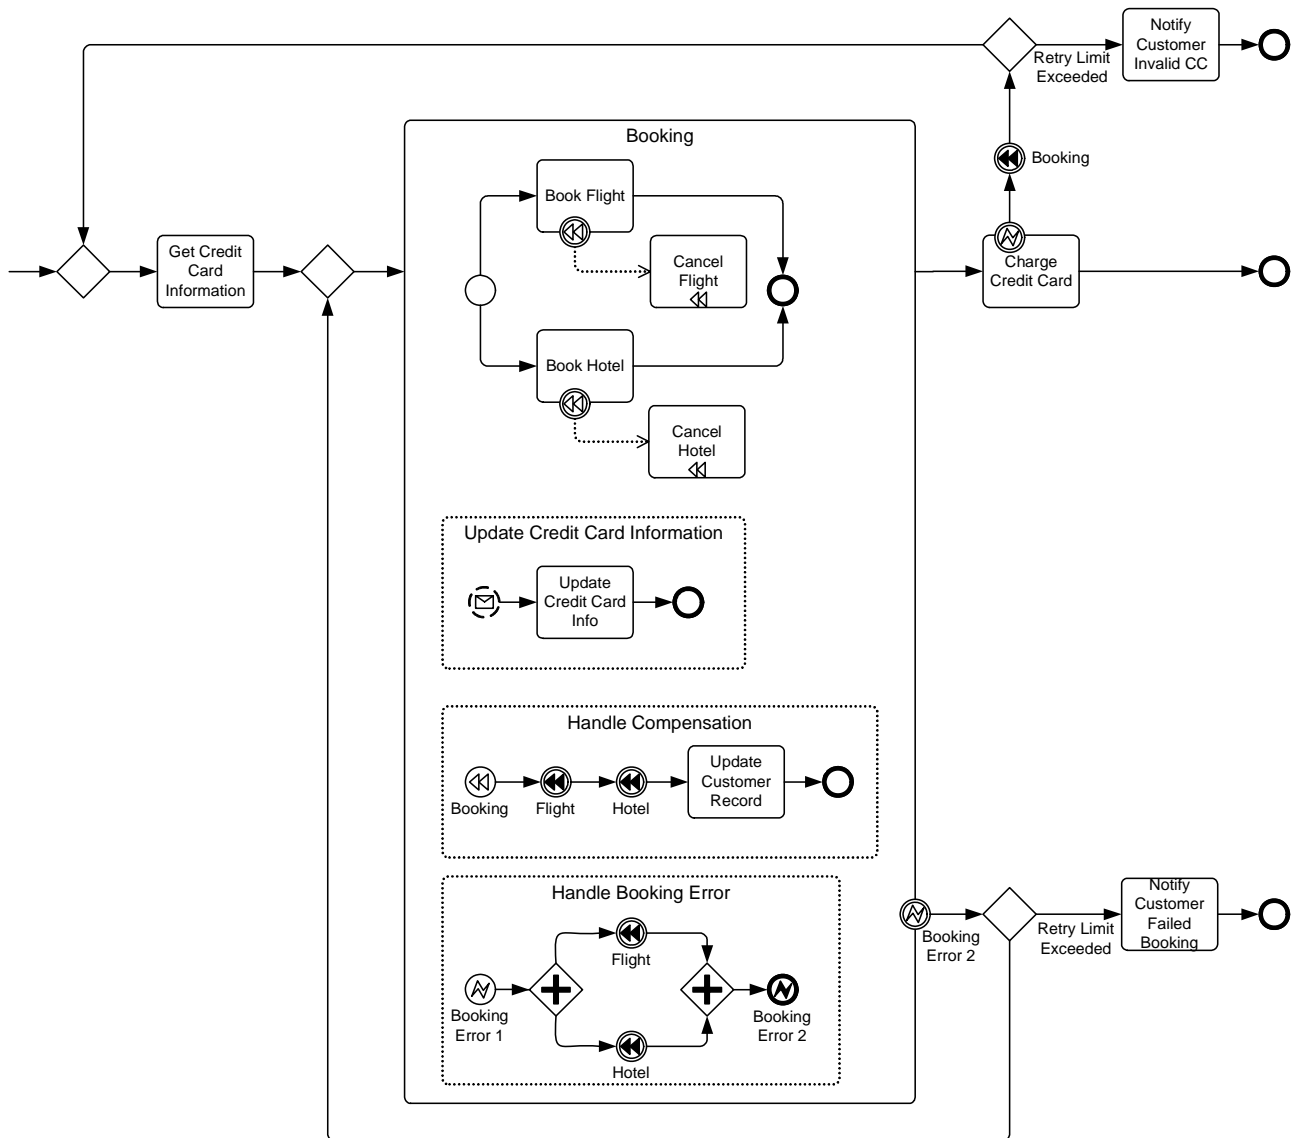 Notify
Customer
Invalid CC
Retry Limit
Exceeded
Booking
Booking
Book Flight
Get Credit
Card
Information
Cancel
Flight
Charge
Credit Card
Book Hotel
Cancel
Hotel
Update Credit Card Information
Update
Credit Card
Info
Handle Compensation
Update
Customer
Record
Booking
Flight
Hotel
Handle Booking Error
Flight
Booking
Error 1
Hotel
Booking
Error 2
Booking
Error 2
Retry Limit
Exceeded
Notify
Customer
Failed
Booking